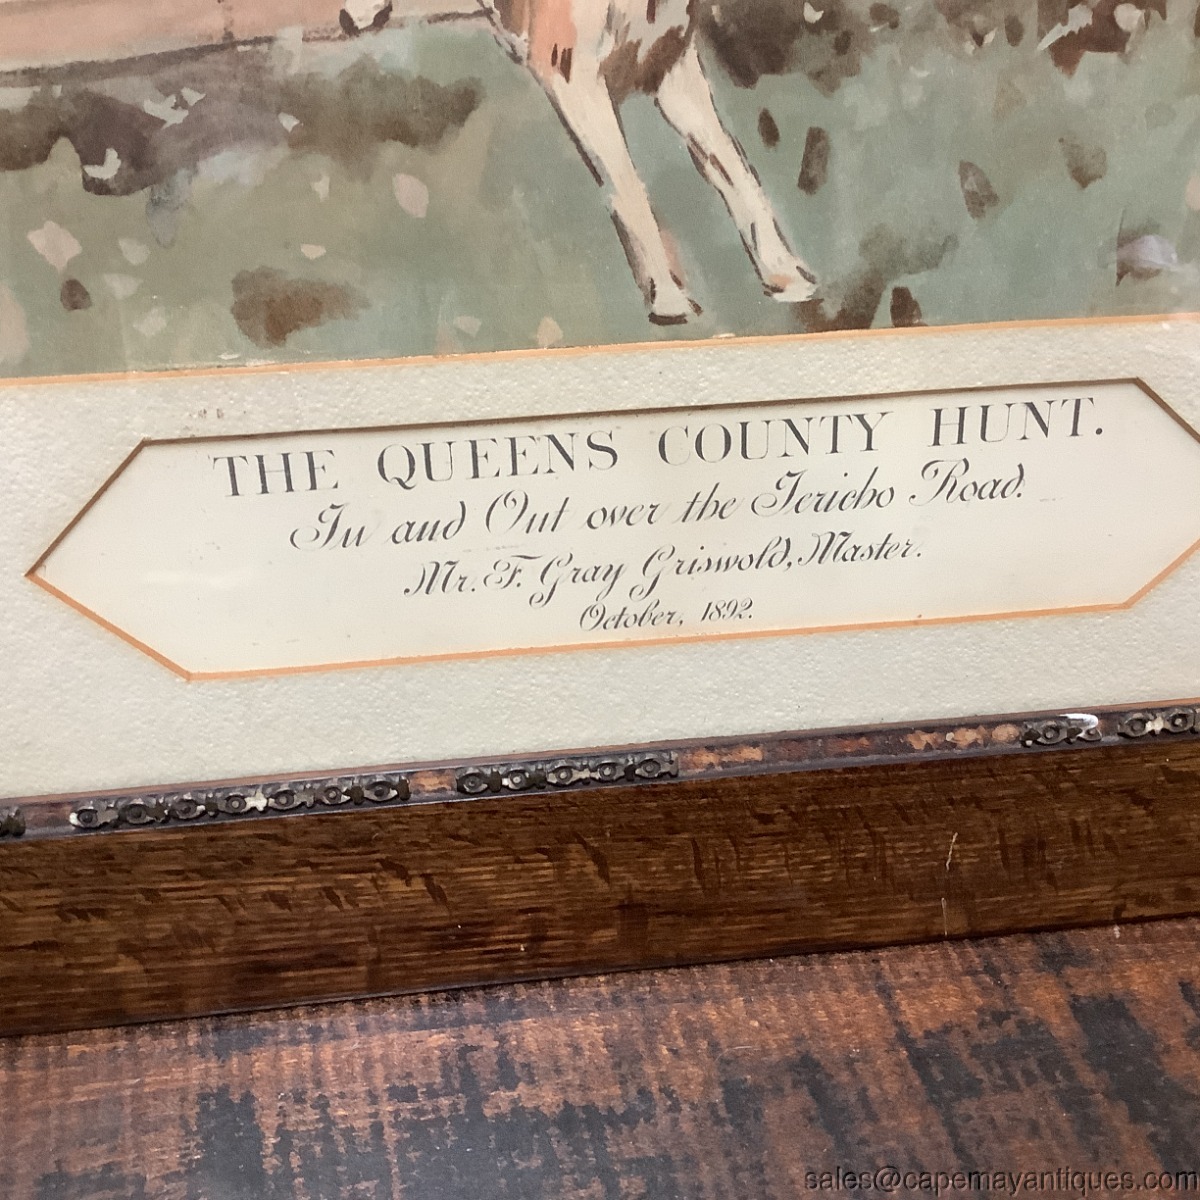 THE QUEENS COUNTY HUNT.
In and Out over the Jericho Road.
Mr. F. Gray Griswold, Master.
October, 1892.
sales@capemayantiques.com